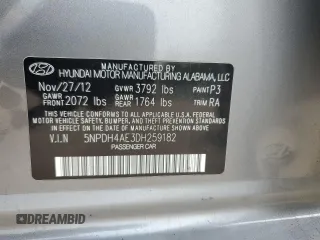 HYUNDAI MOTOR MANUFACTURING ALABAMA, LLC
MANUFACTURED BY
Nov/27/12 GVWR 3792 lbs PAINT P3
GAWR FRONT 2072 lbs GAWR REAR 1764 lbs TRIM RA
THIS VEHICLE CONFORMS TO ALL APPLICABLE U.S.A. FEDERAL
MOTOR VEHICLE SAFETY, BUMPER, AND THEFT PREVENTION
STANDARDS IN EFFECT ON THE DATE OF MANUFACTURE SHOWN ABOVE.
V.I.N 5NPDH4AE3DH259182
PASSENGER CAR
DREAMBID.COM